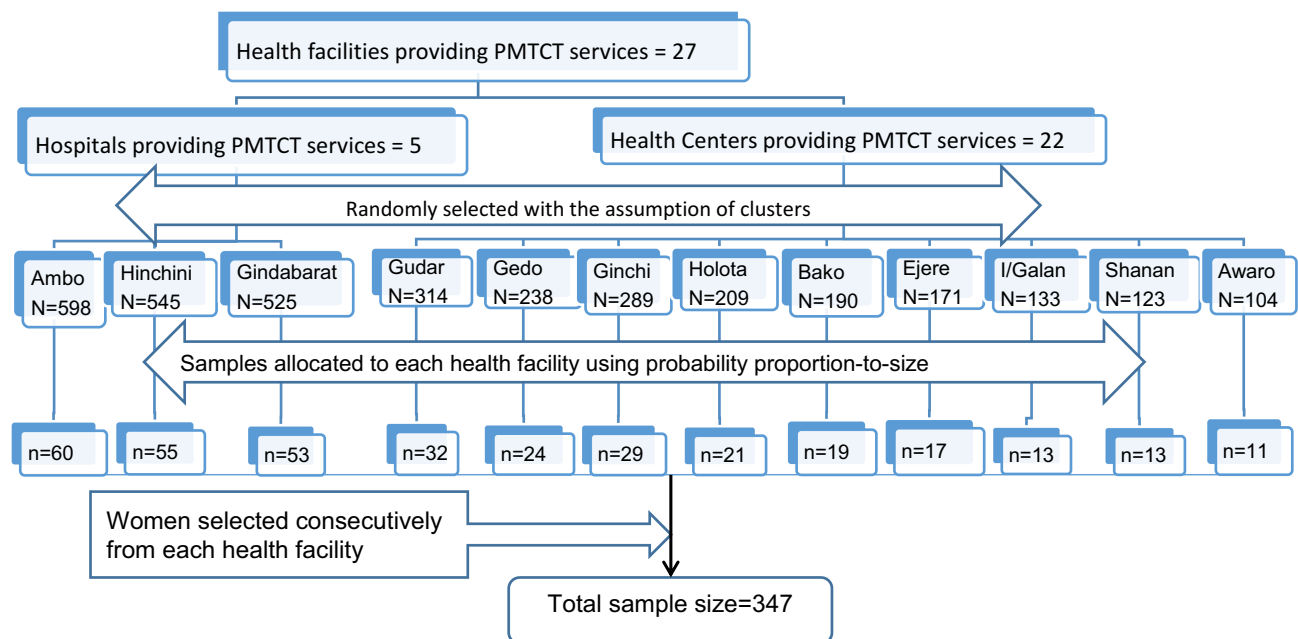 Health facilities providing PMTCT services = 27
Hospitals providing PMTCT services = 5
Health Centers providing PMTCT services = 22
Randomly selected with the assumption of clusters
Ambo
N=598
Hinchini
N=545
Gindabarat
N=525
Gudar
N=314
Gedo
N=238
Ginchi
N=289
Holota
N=209
Bako
N=190
Ejere
N=171
I/Galan
N=133
Shanan
N=123
Awaro
N=104
Samples allocated to each health facility using probability proportion-to-size
n=60
n=55
n=53
n=32
n=24
n=29
n=21
n=19
n=17
n=13
n=13
n=11
Women selected consecutively
from each health facility
Total sample size=347